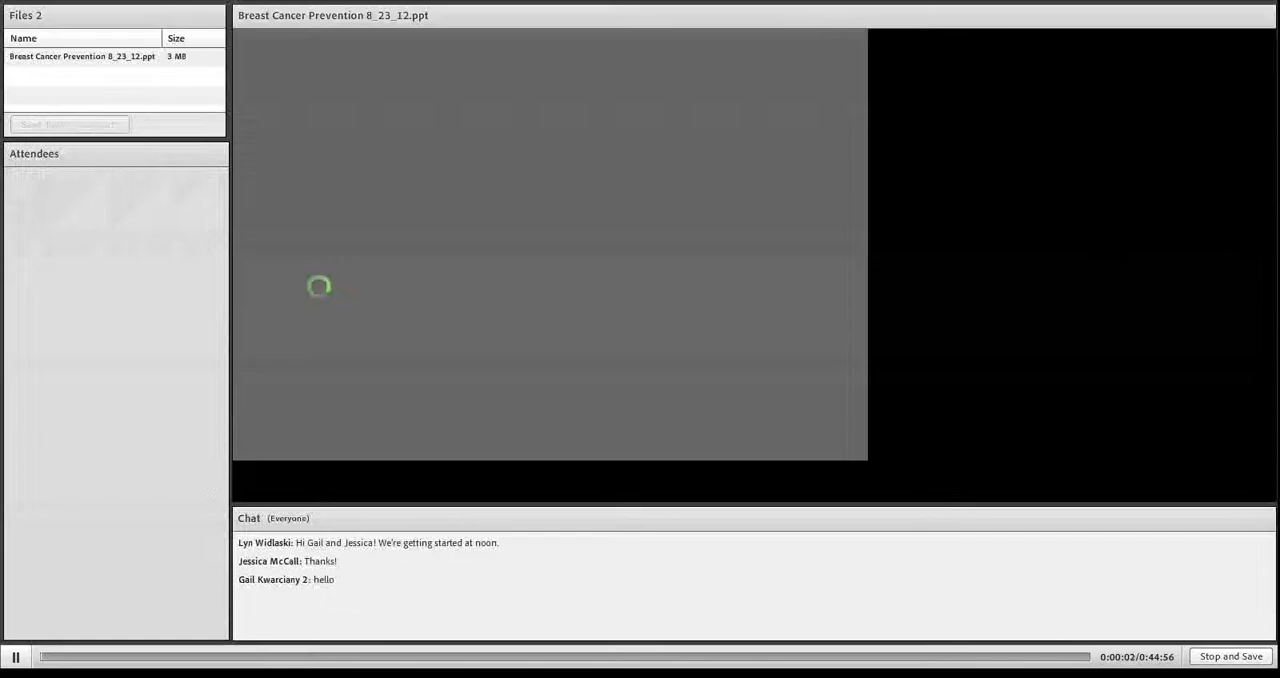 Files 2
Name Size
Breast Cancer Prevention 8_23_12.ppt 3 MB
Attendees
Breast Cancer Prevention 8_23_12.ppt
Chat (Everyone)
Lyn Widlaski: Hi Gail and Jessica! We're getting started at noon.
Jessica McCall: Thanks!
Gail Kwarciany 2: hello
0:00:02/0:44:56 Stop and Save